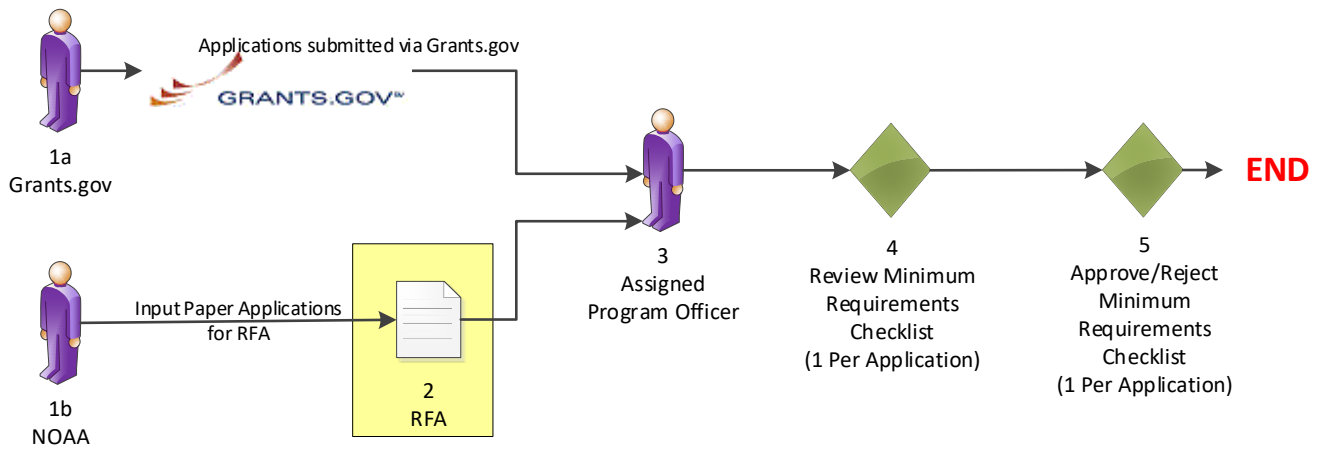 Applications submitted via Grants.gov
GRANTS.GOV℠
1a
Grants.gov
Input Paper Applications
for RFA
1b
NOAA
2
RFA
3
Assigned
Program Officer
4
Review Minimum
Requirements
Checklist
(1 Per Application)
5
Approve/Reject
Minimum
Requirements
Checklist
(1 Per Application)
END